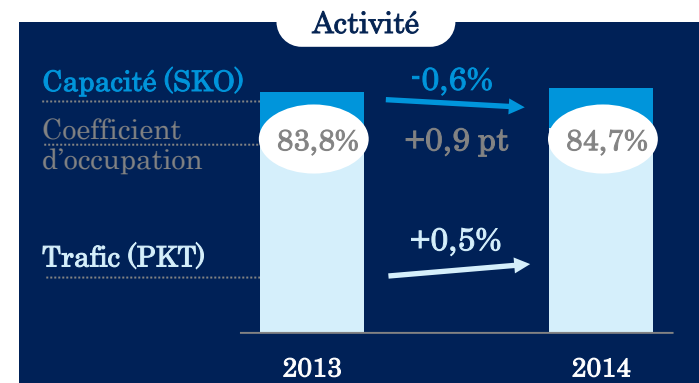 Activité
Capacité (SKO)
-0,6%
Coefficient
d’occupation
83,8%
+0,9 pt
84,7%
Trafic (PKT)
+0,5%
2013
2014